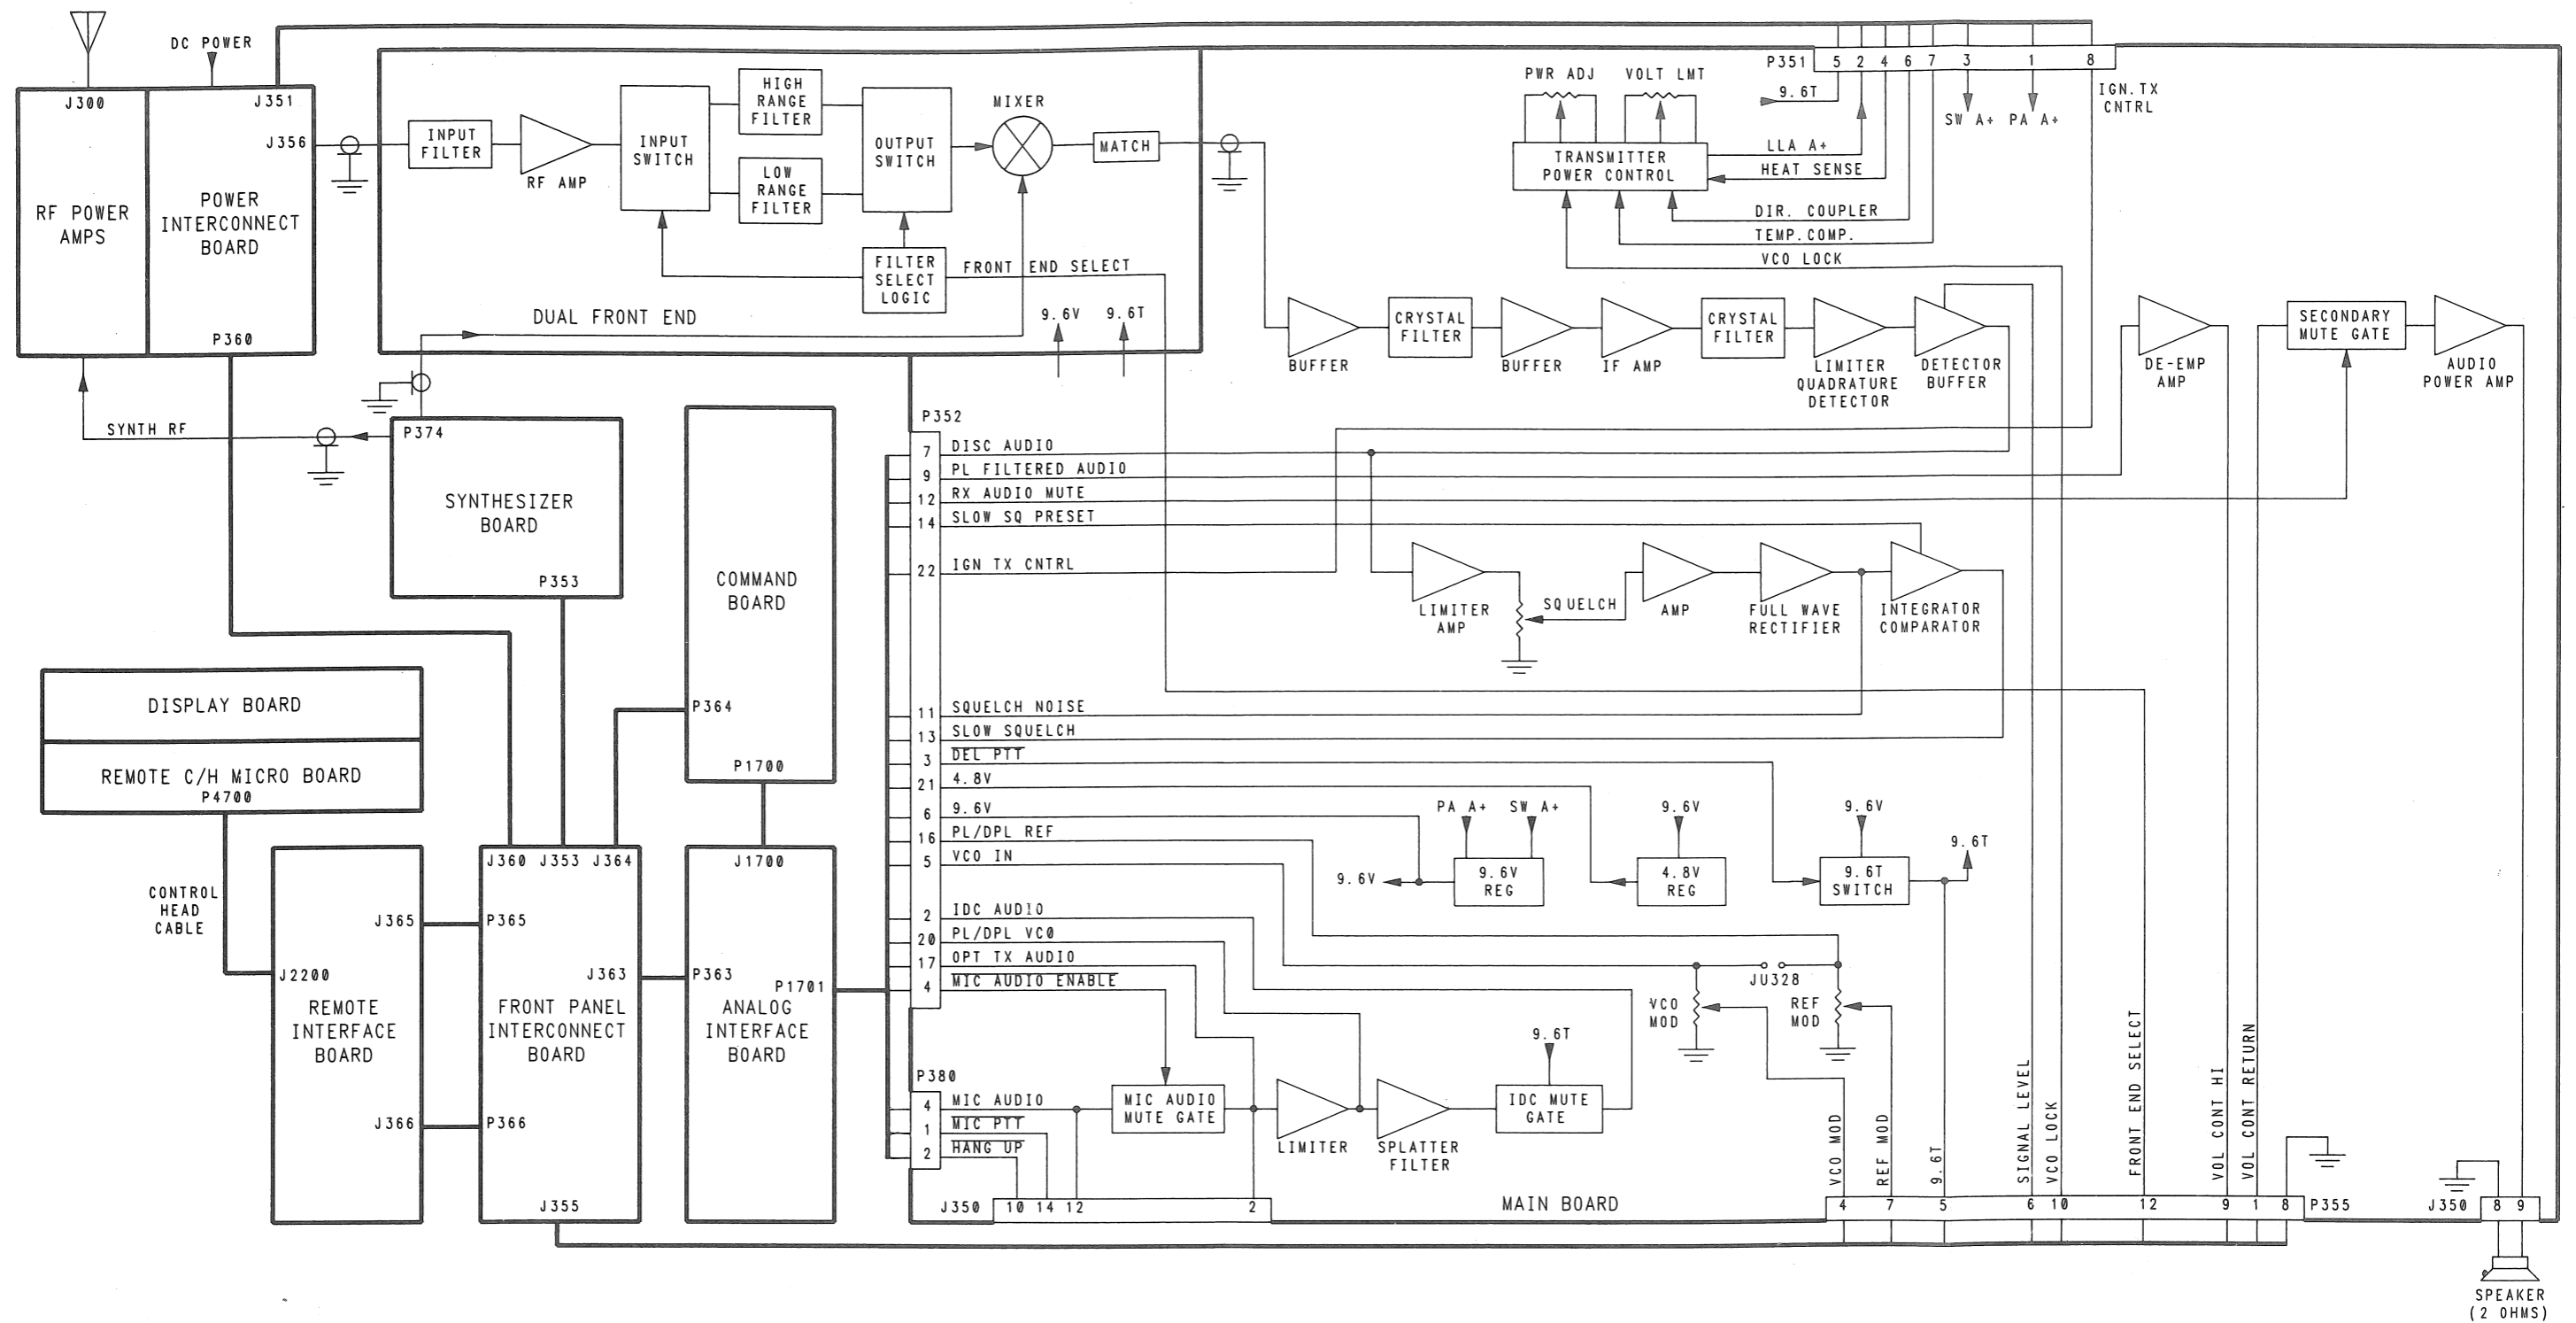 DC POWER
J300
J351
J356
RF POWER
AMPS
POWER
INTERCONNECT
BOARD
P360
INPUT
FILTER
RF AMP
INPUT
SWITCH
HIGH
RANGE
FILTER
LOW
RANGE
FILTER
OUTPUT
SWITCH
MIXER
MATCH
FILTER
SELECT
LOGIC
FRONT END SELECT
DUAL FRONT END
9.6V
9.6T
PWR ADJ
VOLT LMT
TRANSMITTER
POWER CONTROL
P351
5
2
4
6
7
3
1
8
9.6T
SW A+
PA A+
IGN.TX
CNTRL
LLA A+
HEAT SENSE
DIR. COUPLER
TEMP.COMP.
VCO LOCK
BUFFER
CRYSTAL
FILTER
BUFFER
IF AMP
CRYSTAL
FILTER
LIMITER
QUADRATURE
DETECTOR
DETECTOR
BUFFER
DE-EMP
AMP
SECONDARY
MUTE GATE
AUDIO
POWER AMP
SYNTH RF
P374
SYNTHESIZER
BOARD
P353
COMMAND
BOARD
P364
P1700
P352
7 DISC AUDIO
9 PL FILTERED AUDIO
12 RX AUDIO MUTE
14 SLOW SQ PRESET
22 IGN TX CNTRL
LIMITER
AMP
SQUELCH
AMP
FULL WAVE
RECTIFIER
INTEGRATOR
COMPARATOR
11 SQUELCH NOISE
13 SLOW SQUELCH
3 DEL PTT
21 4.8V
6 9.6V
16 PL/DPL REF
5 VCO IN
2 IDC AUDIO
20 PL/DPL VCO
17 OPT TX AUDIO
4 MIC AUDIO ENABLE
PA A+
SW A+
9.6V
9.6V
REG
9.6V
4.8V
REG
9.6V
9.6T
SWITCH
9.6T
JU328
VCO
MOD
REF
MOD
DISPLAY BOARD
REMOTE C/H MICRO BOARD
P4700
CONTROL
HEAD
CABLE
J365
J2200
REMOTE
INTERFACE
BOARD
J366
J360
J353
J364
P365
J363
FRONT PANEL
INTERCONNECT
BOARD
P366
J355
J1700
P363
P1701
ANALOG
INTERFACE
BOARD
P380
4 MIC AUDIO
1 MIC PTT
2 HANG UP
MIC AUDIO
MUTE GATE
LIMITER
SPLATTER
FILTER
9.6T
IDC MUTE
GATE
J350
10
14
12
2
MAIN BOARD
VCO MOD
REF MOD
9.6T
SIGNAL LEVEL
VCO LOCK
FRONT END SELECT
VOL CONT HI
VOL CONT RETURN
4
7
5
6
10
12
9
1
8
P355
J350
8
9
SPEAKER
(2 OHMS)